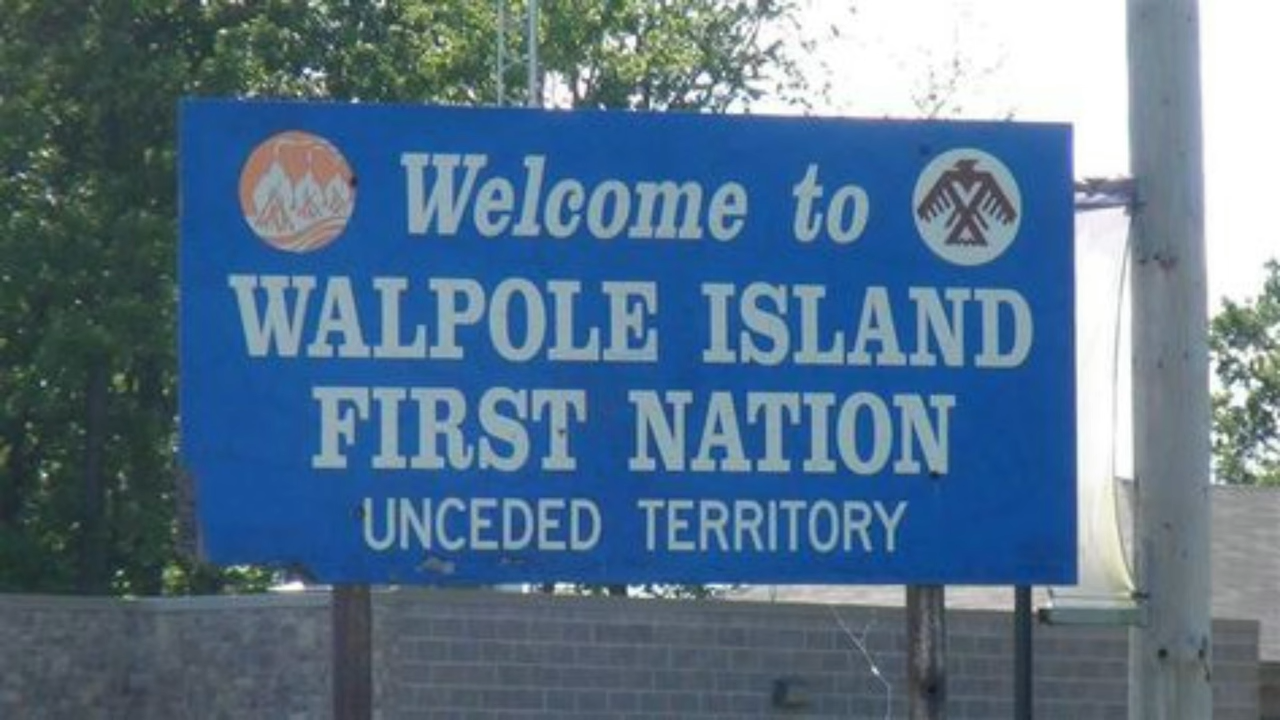 Welcome to
WALPOLE ISLAND
FIRST NATION
UNCEDED TERRITORY